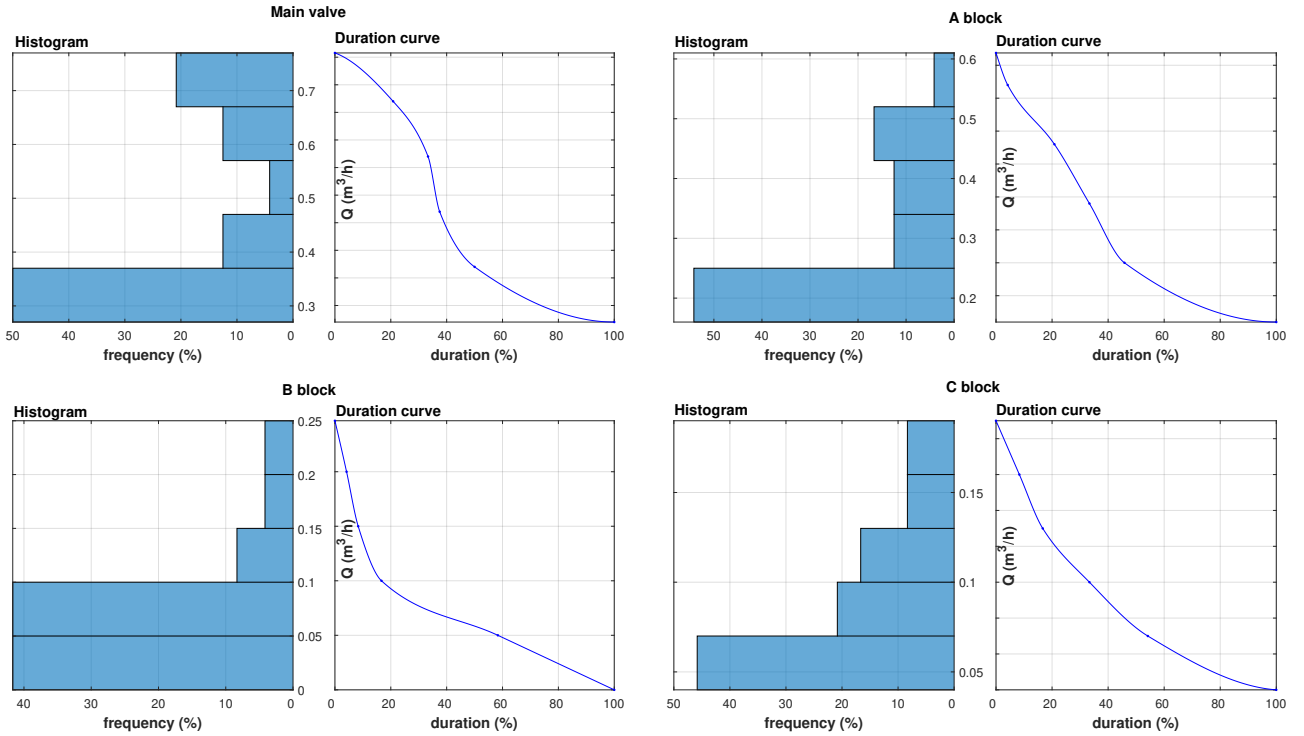 Main valve
Histogram
Duration curve
0.7
0.6
0.5
0.4
0.3
Q (m³/h)
50 40 30 20 10 0
frequency (%)
0 20 40 60 80 100
duration (%)
A block
Histogram
Duration curve
0.6
0.5
0.4
0.3
0.2
Q (m³/h)
50 40 30 20 10 0
frequency (%)
0 20 40 60 80 100
duration (%)
B block
Histogram
Duration curve
0.25
0.2
0.15
0.1
0.05
0
Q (m³/h)
40 30 20 10 0
frequency (%)
0 20 40 60 80 100
duration (%)
C block
Histogram
Duration curve
0.15
0.1
0.05
Q (m³/h)
50 40 30 20 10 0
frequency (%)
0 20 40 60 80 100
duration (%)